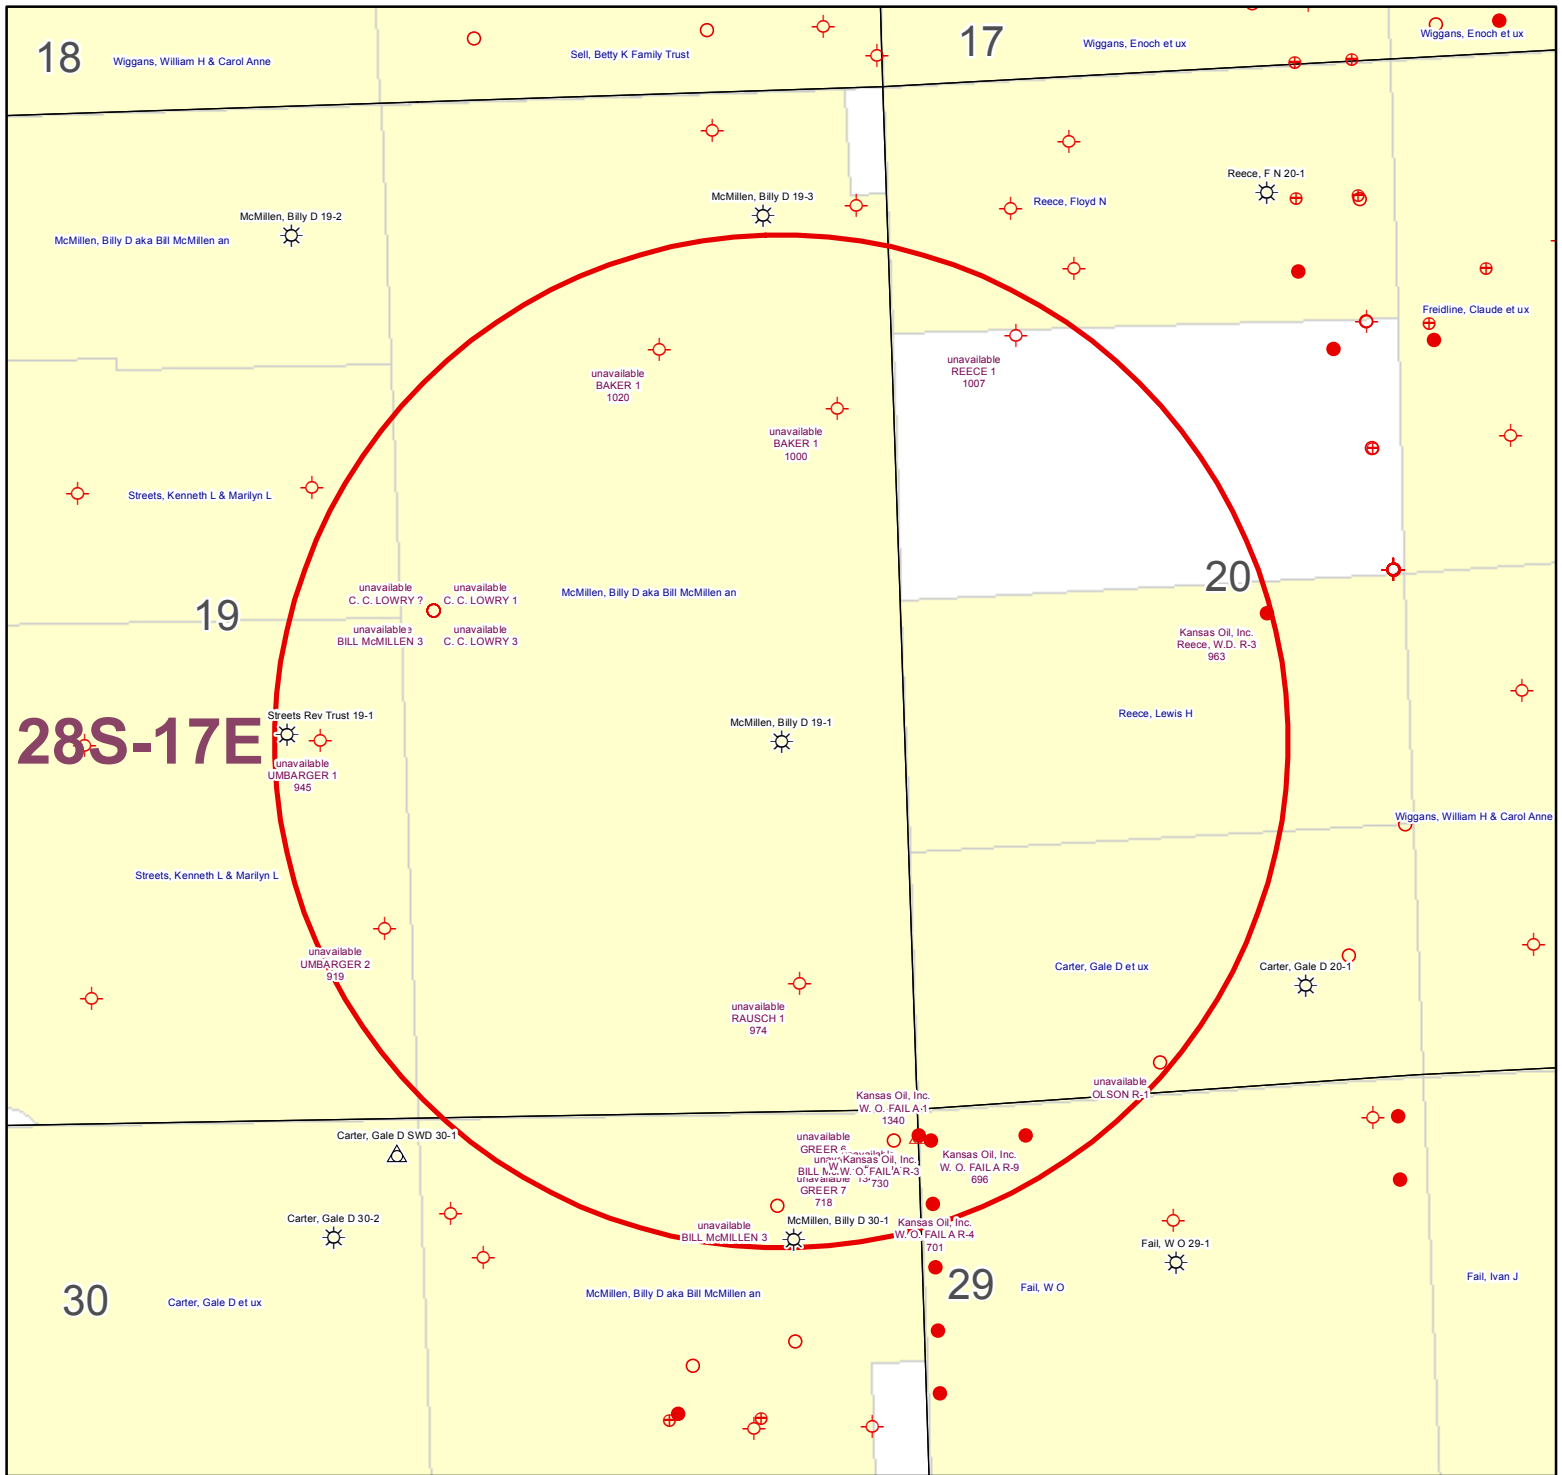 18
Wiggans, William H & Carol Anne
Sell, Betty K Family Trust
17
Wiggans, Enoch et ux
Wiggans, Enoch et ux
McMillen, Billy D 19-2
McMillen, Billy D aka Bill McMillen an
McMillen, Billy D 19-3
Reece, Floyd N
Reece, F N 20-1
Freidline, Claude et ux
unavailable
BAKER 1
1020
unavailable
REECE 1
1007
unavailable
BAKER 1
1000
Streets, Kenneth L & Marilyn L
unavailable
C. C. LOWRY ?
unavailable
C. C. LOWRY 1
McMillen, Billy D aka Bill McMillen an
20
19
unavailable
BILL McMILLEN 3
unavailable
C. C. LOWRY 3
Kansas Oil, Inc.
Reece, W.D. R-3
963
Reece, Lewis H
28S-17E
Streets Rev Trust 19-1
McMillen, Billy D 19-1
unavailable
UMBARGER 1
945
Wiggans, William H & Carol Anne
Streets, Kenneth L & Marilyn L
unavailable
UMBARGER 2
919
Carter, Gale D et ux
Carter, Gale D 20-1
unavailable
RAUSCH 1
974
Kansas Oil, Inc.
W. O. FAIL A-1
1340
unavailable
OLSON R-1
Carter, Gale D SWD 30-1
unavailable
GREER 6
Kansas Oil, Inc.
W. O. FAIL A R-3
730
Kansas Oil, Inc.
W. O. FAIL A R-9
696
unavailable
GREER 7
718
Carter, Gale D 30-2
unavailable
BILL McMILLEN 3
McMillen, Billy D 30-1
Kansas Oil, Inc.
W. O. FAIL A R-4
701
Fail, W O 29-1
30
Carter, Gale D et ux
McMillen, Billy D aka Bill McMillen an
29
Fail, W O
Fail, Ivan J